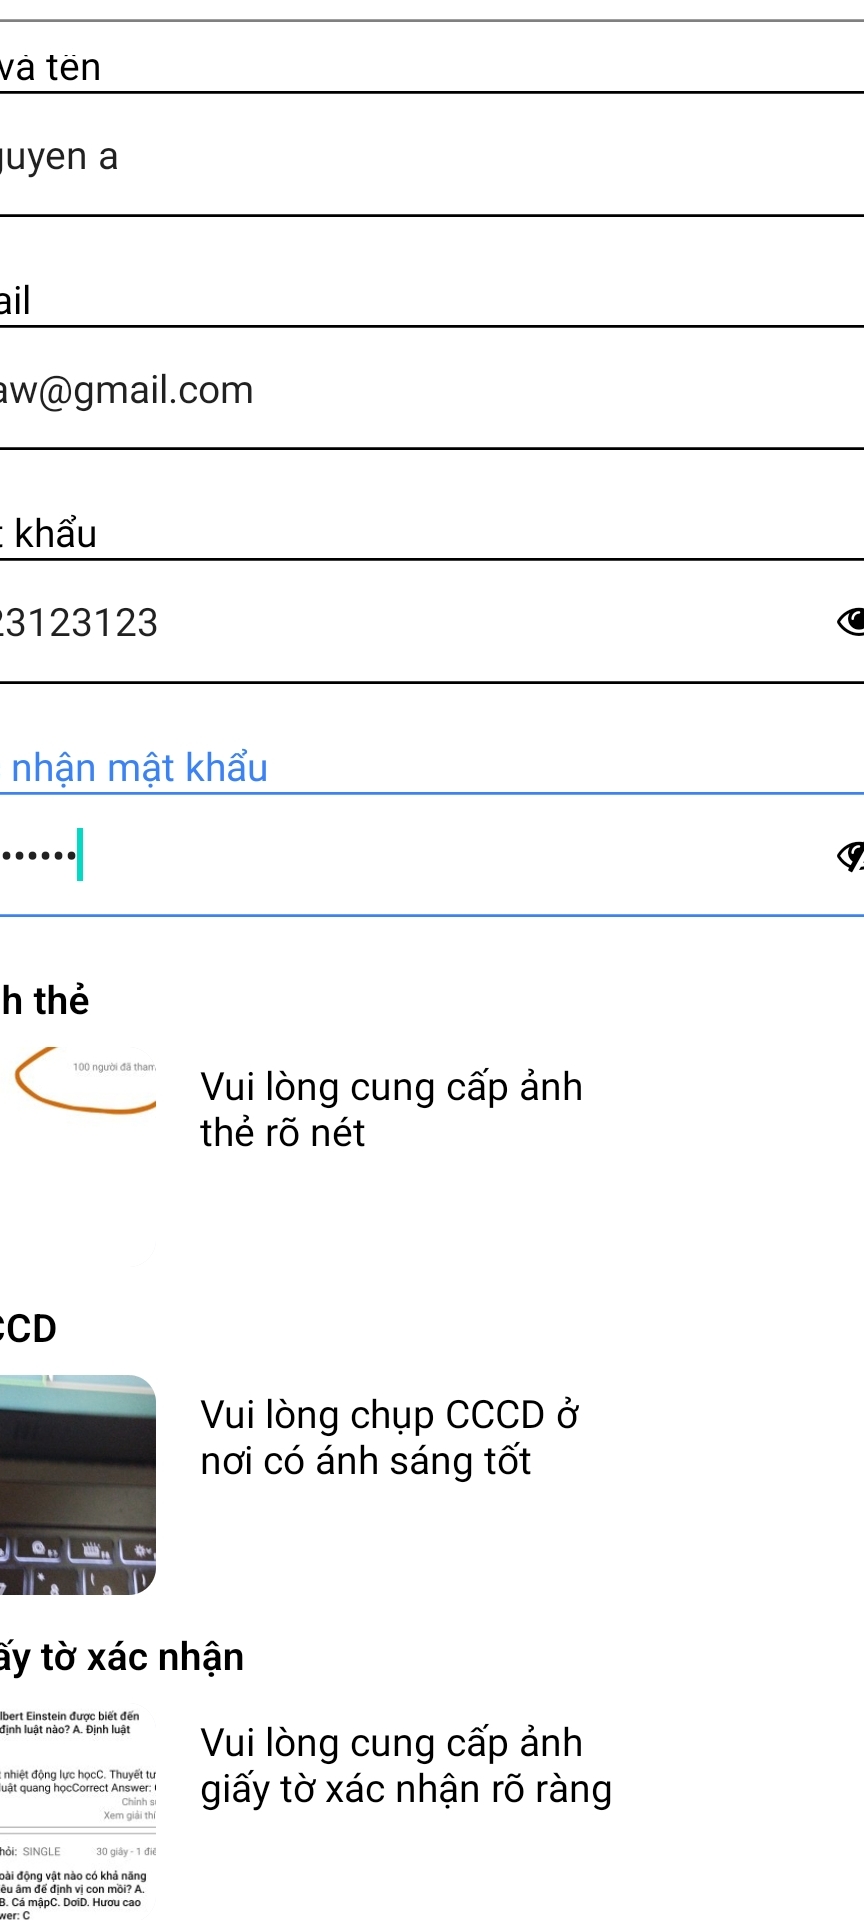 và tên
guyen a
ail
aw@gmail.com
t khẩu
23123123
nhận mật khẩu
•••••••
h thẻ
100 người đã tham
Vui lòng cung cấp ảnh
thẻ rõ nét
CCD
Vui lòng chụp CCCD ở
nơi có ánh sáng tốt
ấy tờ xác nhận
lbert Einstein được biết đến
định luật nào? A. Định luật
nhiệt động lực họcC. Thuyết tư
luật quang họcCorrect Answer:
Chỉnh s
Xem giải thí
hỏi: SINGLE 30 giây - 1 điể
oài động vật nào có khả năng
êu âm để định vị con mồi? A.
B. Cá mậpC. DơiD. Hươu cao
wer: C
Vui lòng cung cấp ảnh
giấy tờ xác nhận rõ ràng